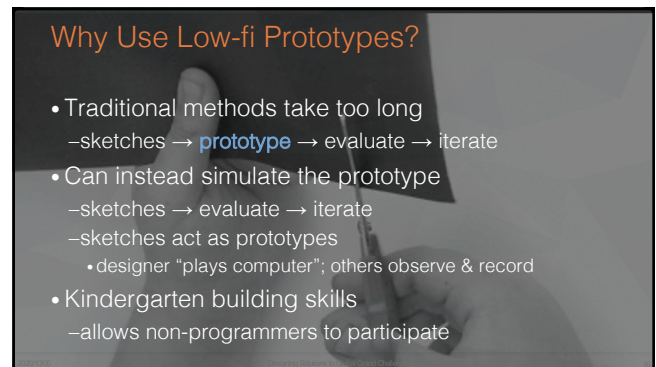 Why Use Low-fi Prototypes?
• Traditional methods take too long
–sketches → prototype → evaluate → iterate
• Can instead simulate the prototype
–sketches → evaluate → iterate
–sketches act as prototypes
• designer “plays computer”; others observe & record
• Kindergarten building skills
–allows non-programmers to participate